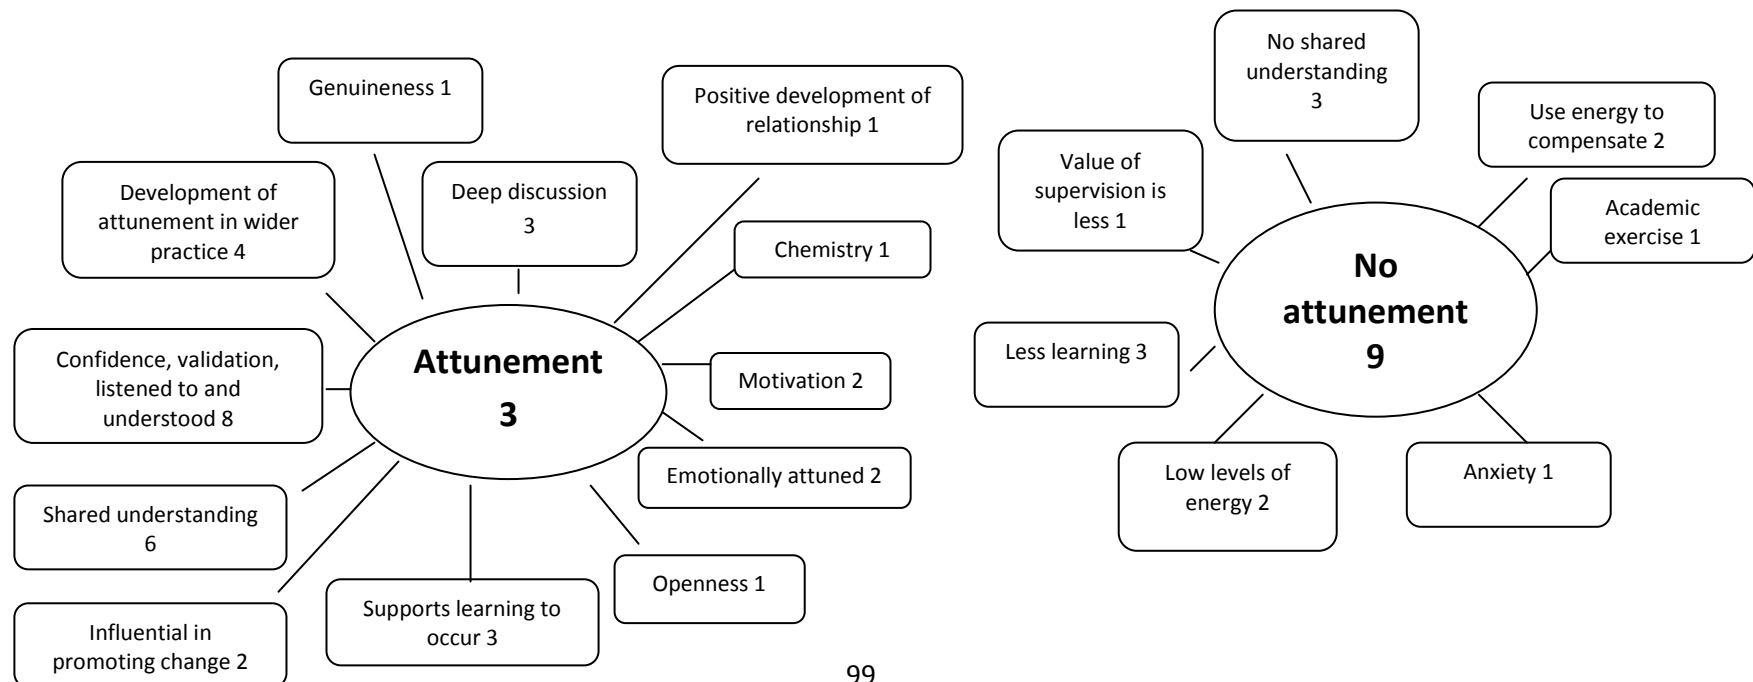 Genuineness 1
Positive development of
relationship 1
Development of
attunement in wider
practice 4
Deep discussion
3
Chemistry 1
Confidence, validation,
listened to and
understood 8
Attunement
3
Motivation 2
Emotionally attuned 2
Shared understanding
6
Openness 1
Supports learning to
occur 3
Influential in
promoting change 2
No shared
understanding
3
Use energy to
compensate 2
Value of
supervision is
less 1
Academic
exercise 1
No
attunement
9
Less learning 3
Low levels of
energy 2
Anxiety 1
99